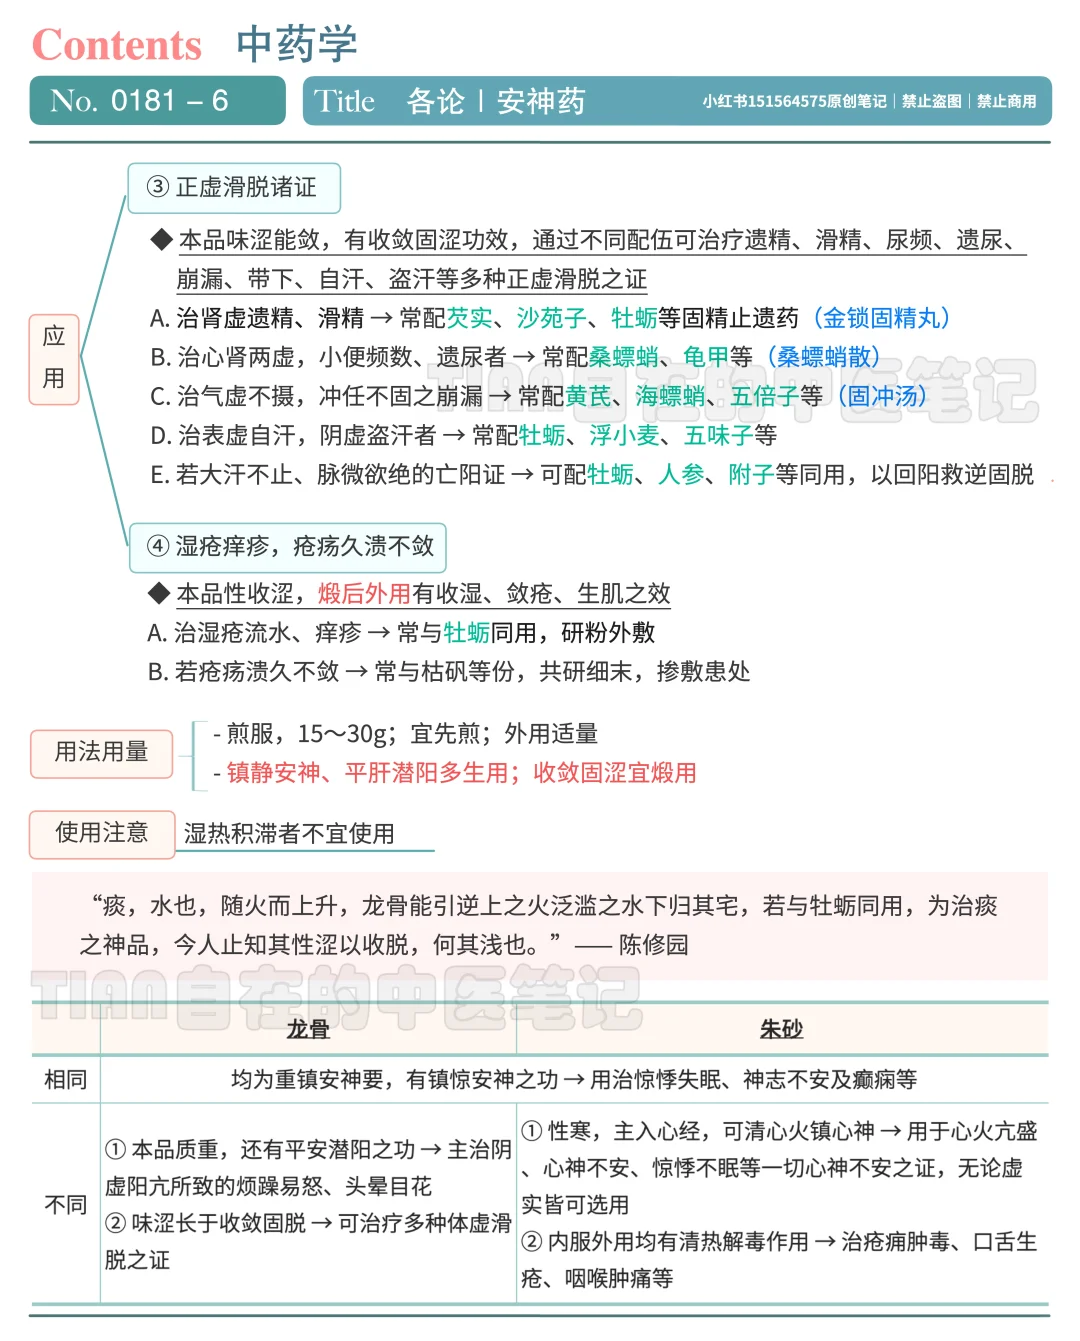 Contents 中药学
No. 0181 – 6
Title 各论丨安神药
小红书151564575原创笔记｜禁止盗图｜禁止商用
应用
③ 正虚滑脱诸证
◆ 本品味涩能敛，有收敛固涩功效，通过不同配伍可治疗遗精、滑精、尿频、遗尿、
崩漏、带下、自汗、盗汗等多种正虚滑脱之证
A. 治肾虚遗精、滑精 → 常配芡实、沙苑子、牡蛎等固精止遗药（金锁固精丸）
B. 治心肾两虚，小便频数、遗尿者 → 常配桑螵蛸、龟甲等（桑螵蛸散）
C. 治气虚不摄，冲任不固之崩漏 → 常配黄芪、海螵蛸、五倍子等（固冲汤）
D. 治表虚自汗，阴虚盗汗者 → 常配牡蛎、浮小麦、五味子等
E. 若大汗不止、脉微欲绝的亡阳证 → 可配牡蛎、人参、附子等同用，以回阳救逆固脱
TIAN自在的中医笔记
④ 湿疮痒疹，疮疡久溃不敛
◆ 本品性收涩，煅后外用有收湿、敛疮、生肌之效
A. 治湿疮流水、痒疹 → 常与牡蛎同用，研粉外敷
B. 若疮疡溃久不敛 → 常与枯矾等份，共研细末，掺敷患处
用法用量
- 煎服，15～30g；宜先煎；外用适量
- 镇静安神、平肝潜阳多生用；收敛固涩宜煅用
使用注意 湿热积滞者不宜使用
“痰，水也，随火而上升，龙骨能引逆上之火泛滥之水下归其宅，若与牡蛎同用，为治痰
之神品，今人止知其性涩以收脱，何其浅也。”—— 陈修园
TIAN自在的中医笔记
龙骨 朱砂
相同 均为重镇安神要，有镇惊安神之功 → 用治惊悸失眠、神志不安及癫痫等
不同
① 本品质重，还有平安潜阳之功 → 主治阴
虚阳亢所致的烦躁易怒、头晕目花
② 味涩长于收敛固脱 → 可治疗多种体虚滑
脱之证
① 性寒，主入心经，可清心火镇心神 → 用于心火亢盛
、心神不安、惊悸不眠等一切心神不安之证，无论虚
实皆可选用
② 内服外用均有清热解毒作用 → 治疮痈肿毒、口舌生
疮、咽喉肿痛等